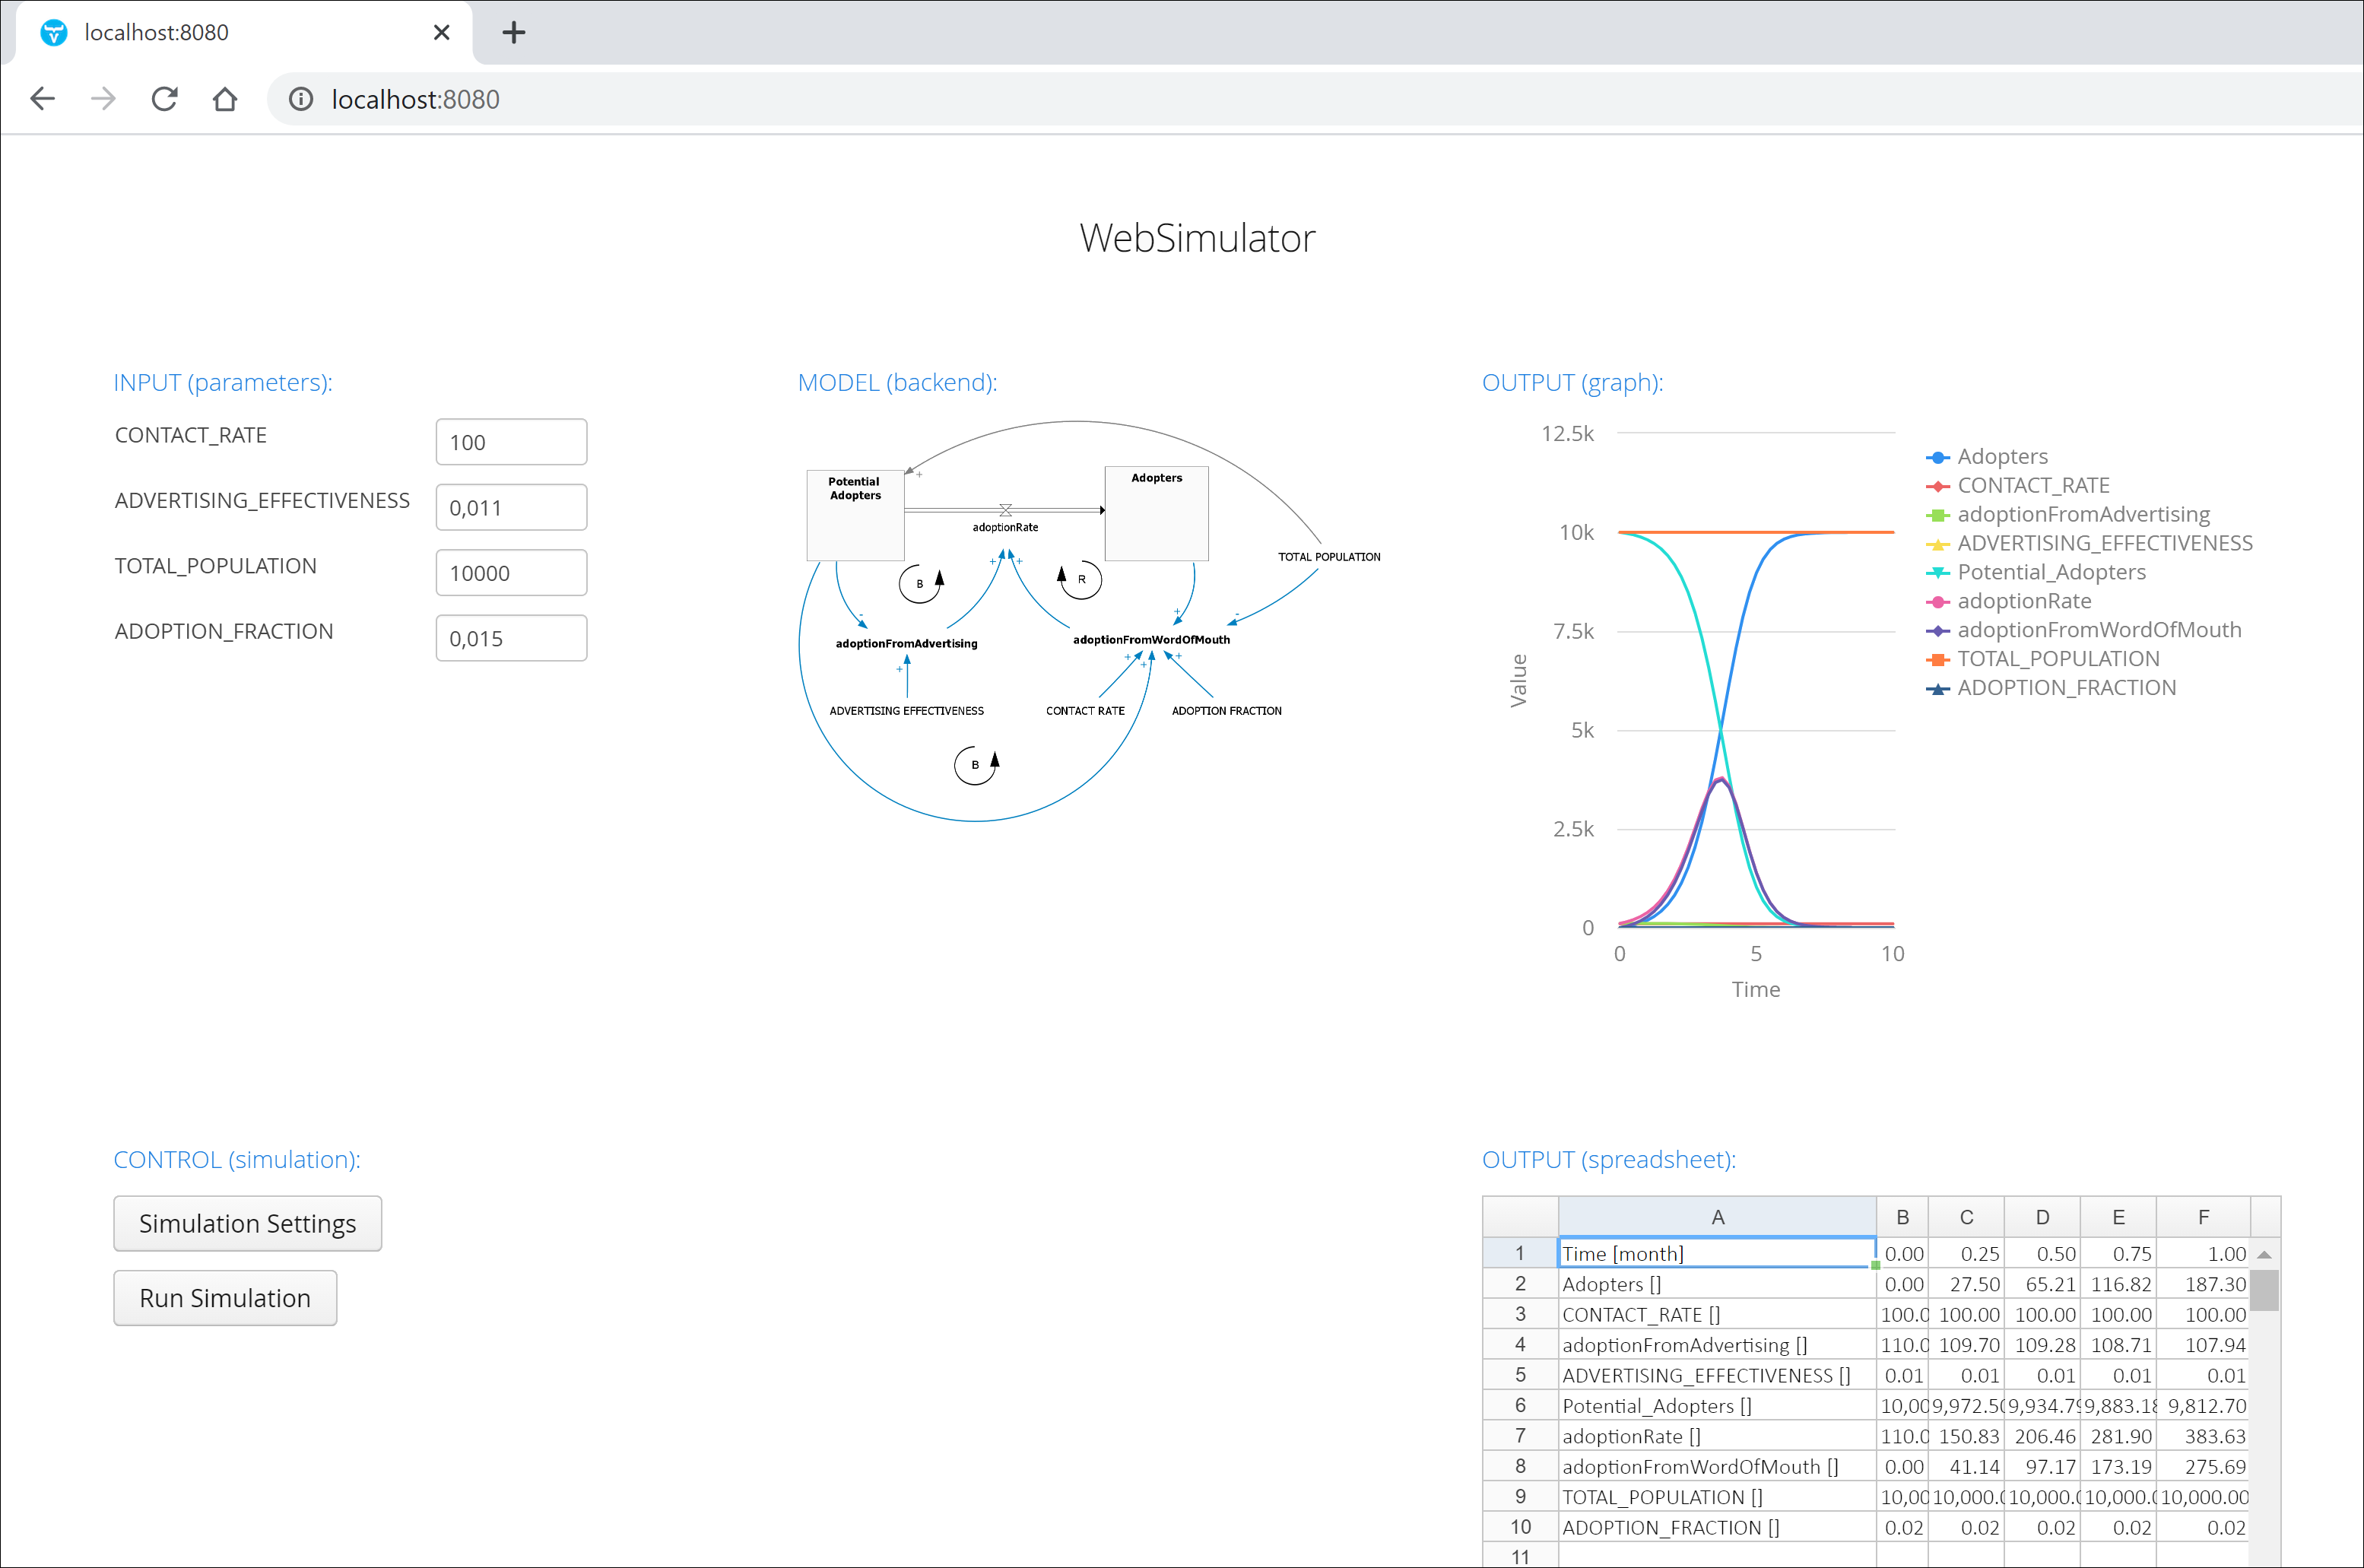 localhost:8080
localhost:8080
WebSimulator
INPUT (parameters):
CONTACT_RATE 100
ADVERTISING_EFFECTIVENESS 0,011
TOTAL_POPULATION 10000
ADOPTION_FRACTION 0,015
MODEL (backend):
Potential
Adopters
+
Adopters
adoptionRate
TOTAL POPULATION
+ +
B
R
-
+
-
adoptionFromAdvertising
adoptionFromWordOfMouth
+
+ + +
ADVERTISING EFFECTIVENESS
CONTACT RATE
ADOPTION FRACTION
B
OUTPUT (graph):
12.5k
10k
7.5k
5k
2.5k
0
Value
0 5 10
Time
Adopters
CONTACT_RATE
adoptionFromAdvertising
ADVERTISING_EFFECTIVENESS
Potential_Adopters
adoptionRate
adoptionFromWordOfMouth
TOTAL_POPULATION
ADOPTION_FRACTION
CONTROL (simulation):
Simulation Settings
Run Simulation
OUTPUT (spreadsheet):
A B C D E F
1 Time [month] 0.00 0.25 0.50 0.75 1.00
2 Adopters [] 0.00 27.50 65.21 116.82 187.30
3 CONTACT_RATE [] 100.0 100.00 100.00 100.00 100.00
4 adoptionFromAdvertising [] 110.0 109.70 109.28 108.71 107.94
5 ADVERTISING_EFFECTIVENESS [] 0.01 0.01 0.01 0.01 0.01
6 Potential_Adopters [] 10,00 9,972.50 9,934.79 9,883.18 9,812.70
7 adoptionRate [] 110.0 150.83 206.46 281.90 383.63
8 adoptionFromWordOfMouth [] 0.00 41.14 97.17 173.19 275.69
9 TOTAL_POPULATION [] 10,00 10,000.0 10,000.0 10,000.0 10,000.00
10 ADOPTION_FRACTION [] 0.02 0.02 0.02 0.02 0.02
11